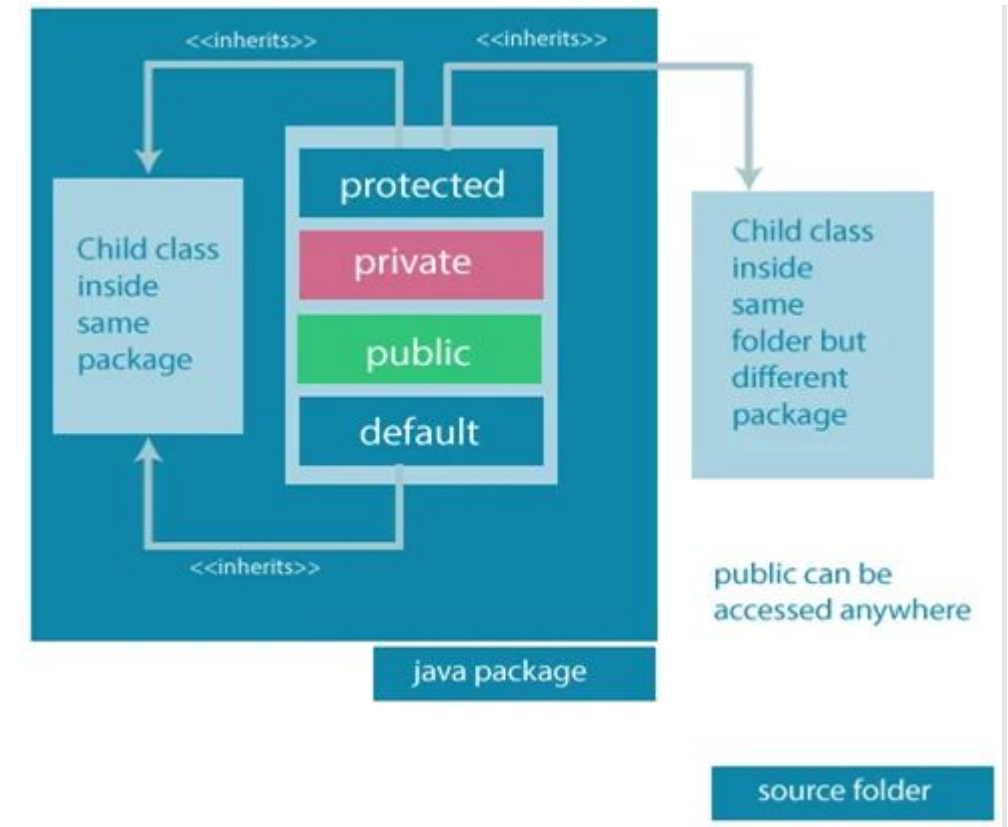 <<inherits>>
<<inherits>>
protected
private
public
default
Child class
inside
same
package
Child class
inside
same
folder but
different
package
<<inherits>>
public can be
accessed anywhere
java package
source folder